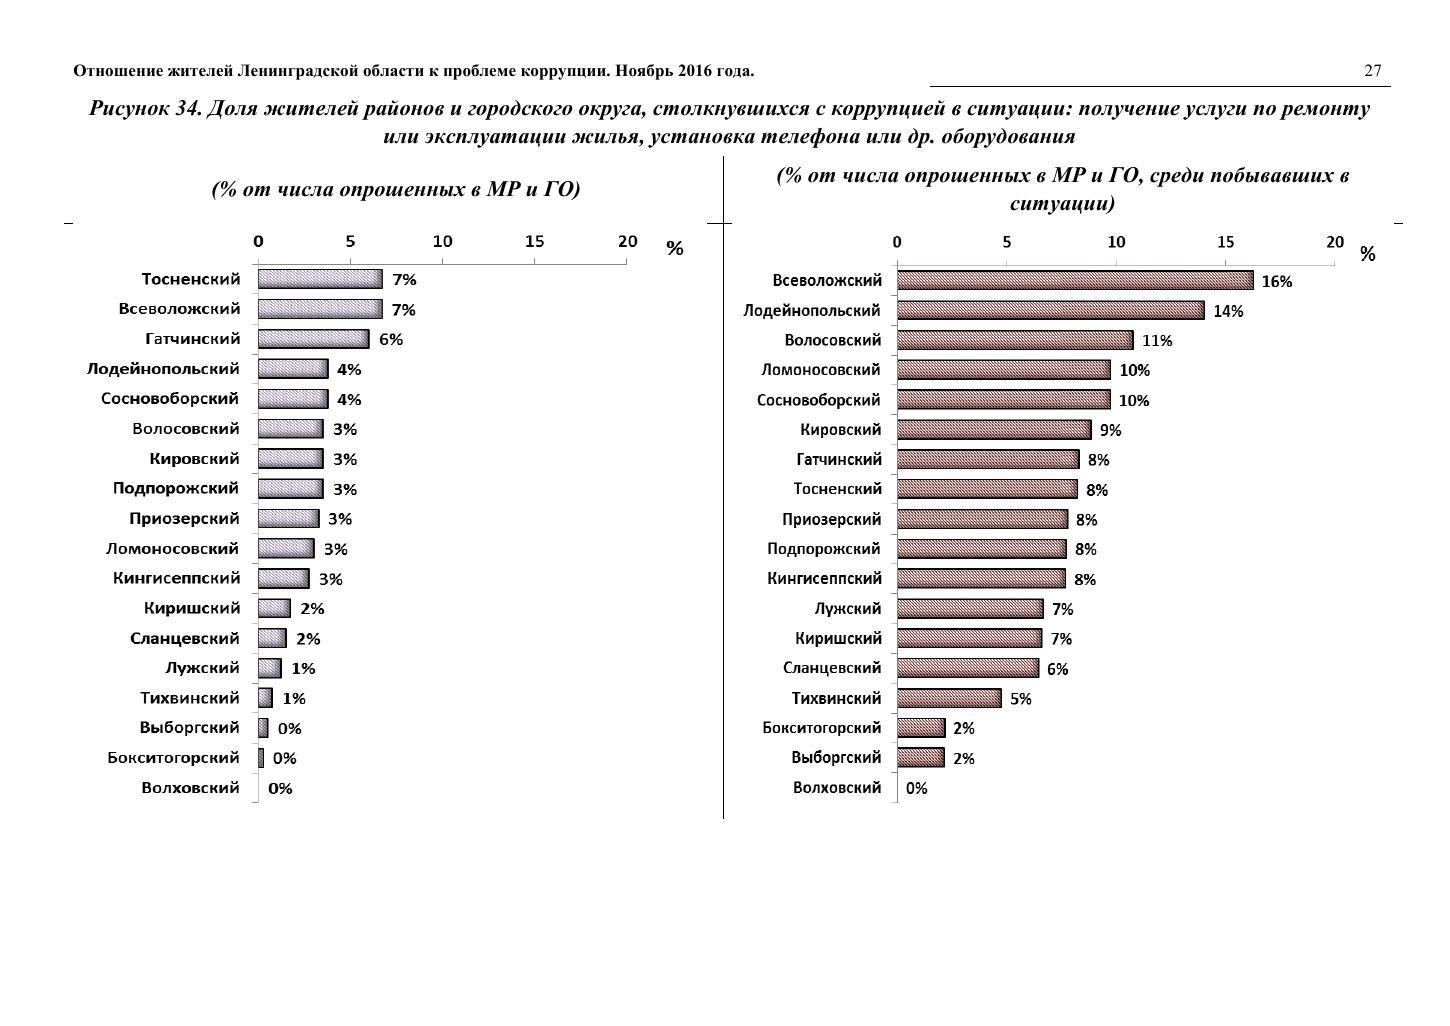 Отношение жителей Ленинградской области к проблеме коррупции. Ноябрь 2016 года. 27
Рисунок 34. Доля жителей районов и городского округа, столкнувшихся с коррупцией в ситуации: получение услуги по ремонту
или эксплуатации жилья, установка телефона или др. оборудования
(% от числа опрошенных в МР и ГО)
0 5 10 15 20 %
Тосненский 7%
Всеволожский 7%
Гатчинский 6%
Лодейнопольский 4%
Сосновоборский 4%
Волосовский 3%
Кировский 3%
Подпорожский 3%
Приозерский 3%
Ломоносовский 3%
Кингисеппский 3%
Киришский 2%
Сланцевский 2%
Лужский 1%
Тихвинский 1%
Выборгский 0%
Бокситогорский 0%
Волховский 0%
(% от числа опрошенных в МР и ГО, среди побывавших в
ситуации)
0 5 10 15 20 %
Всеволожский 16%
Лодейнопольский 14%
Волосовский 11%
Ломоносовский 10%
Сосновоборский 10%
Кировский 9%
Гатчинский 8%
Тосненский 8%
Приозерский 8%
Подпорожский 8%
Кингисеппский 8%
Лужский 7%
Киришский 7%
Сланцевский 6%
Тихвинский 5%
Бокситогорский 2%
Выборгский 2%
Волховский 0%